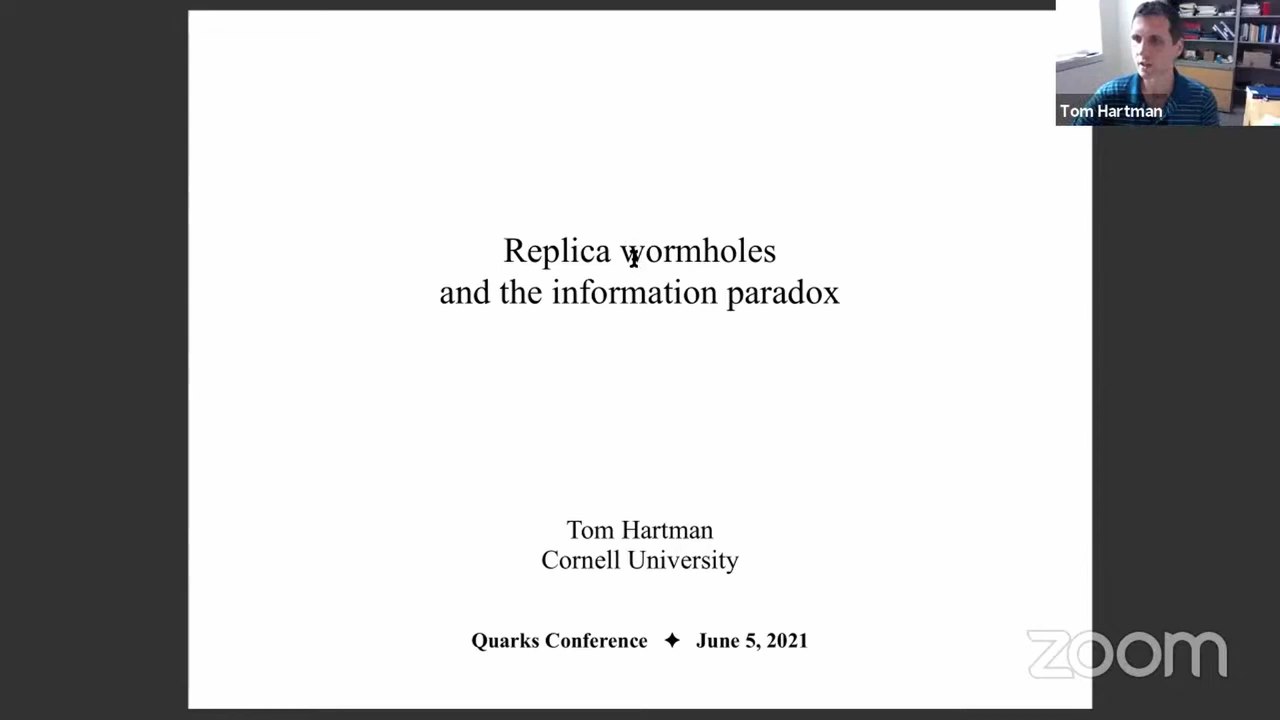 Tom Hartman
Replica wormholes
and the information paradox
Tom Hartman
Cornell University
Quarks Conference ✦ June 5, 2021
zoom